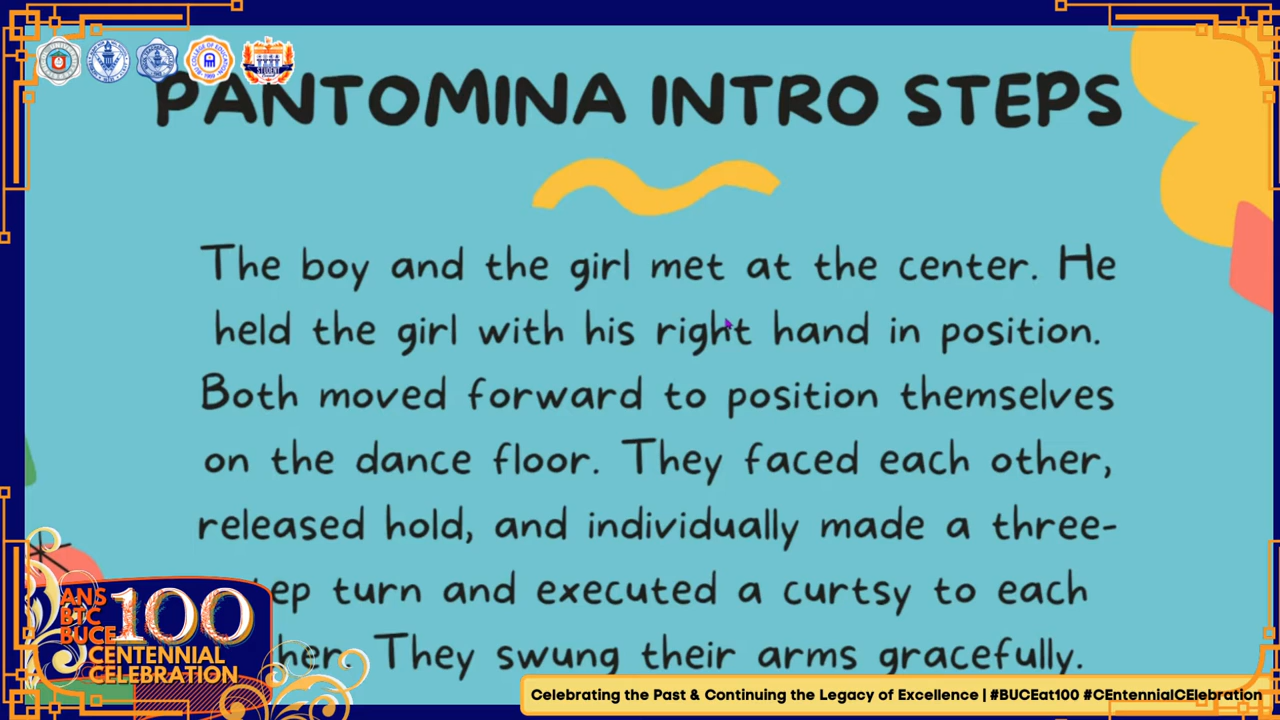 PANTOMINA INTRO STEPS
The boy and the girl met at the center. He
held the girl with his right hand in position.
Both moved forward to position themselves
on the dance floor. They faced each other,
released hold, and individually made a three-
ep turn and executed a curtsy to each
her. They swung their arms gracefully.
ANS
BTC
BUCE
100
CENTENNIAL
CELEBRATION
Celebrating the Past & Continuing the Legacy of Excellence | #BUCEat100 #CEntennialCElebration